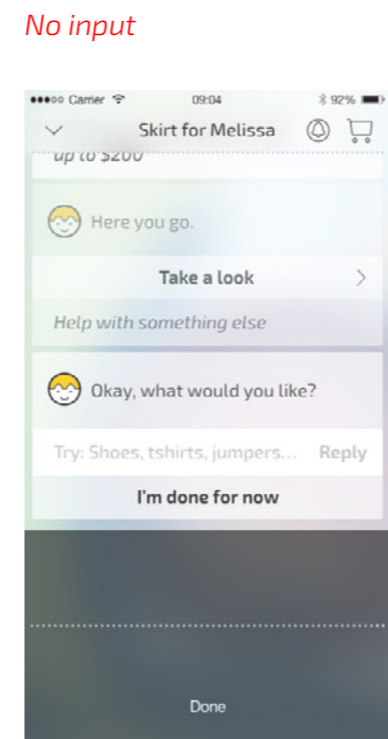 No input
Carrier 09:04 92%
Skirt for Melissa
up to $200
Here you go.
Take a look
Help with something else
Okay, what would you like?
Try: Shoes, tshirts, jumpers... Reply
I'm done for now
Done